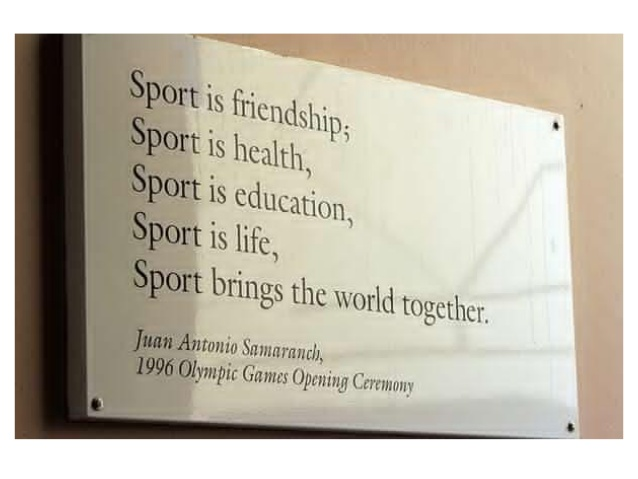 Sport is friendship;
Sport is health,
Sport is education,
Sport is life,
Sport brings the world together.
Juan Antonio Samaranch,
1996 Olympic Games Opening Ceremony